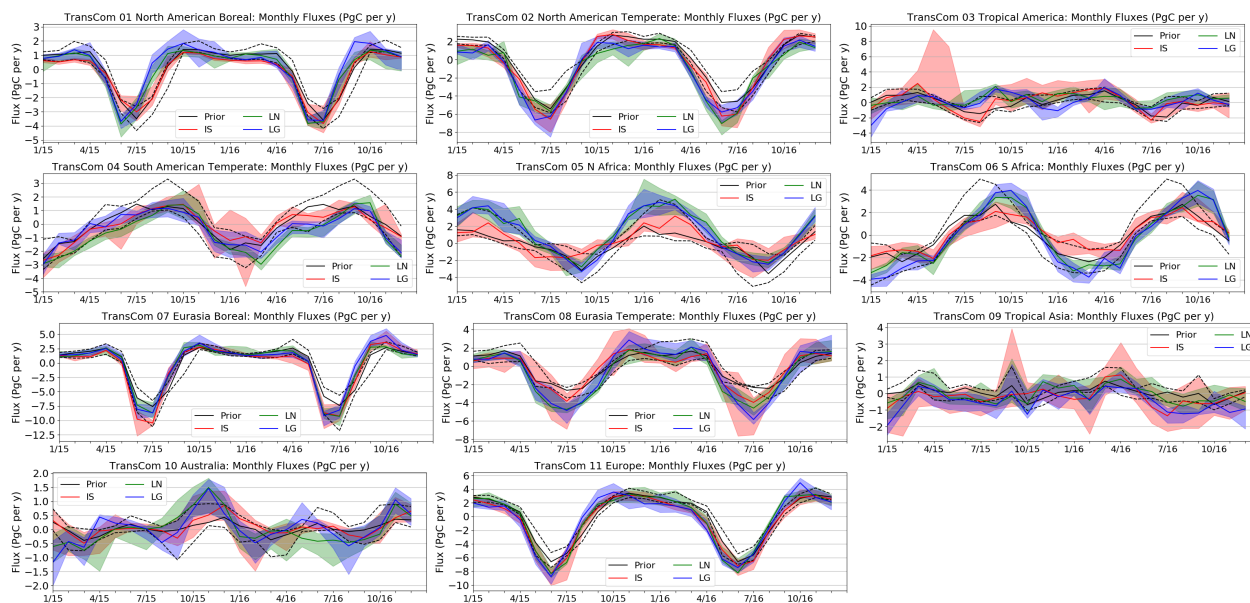 TransCom 01 North American Boreal: Monthly Fluxes (PgC per y)
Flux (PgC per y)
3
2
1
0
−1
−2
−3
−4
−5
Prior
IS
LN
LG
1/15 4/15 7/15 10/15 1/16 4/16 7/16 10/16
TransCom 02 North American Temperate: Monthly Fluxes (PgC per y)
Flux (PgC per y)
2
0
−2
−4
−6
−8
Prior
IS
LN
LG
1/15 4/15 7/15 10/15 1/16 4/16 7/16 10/16
TransCom 03 Tropical America: Monthly Fluxes (PgC per y)
Flux (PgC per y)
10
8
6
4
2
0
−2
−4
Prior
IS
LN
LG
1/15 4/15 7/15 10/15 1/16 4/16 7/16 10/16
TransCom 04 South American Temperate: Monthly Fluxes (PgC per y)
Flux (PgC per y)
3
2
1
0
−1
−2
−3
−4
−5
Prior
IS
LN
LG
1/15 4/15 7/15 10/15 1/16 4/16 7/16 10/16
TransCom 05 N Africa: Monthly Fluxes (PgC per y)
Flux (PgC per y)
8
6
4
2
0
−2
−4
Prior
IS
LN
LG
1/15 4/15 7/15 10/15 1/16 4/16 7/16 10/16
TransCom 06 S Africa: Monthly Fluxes (PgC per y)
Flux (PgC per y)
4
2
0
−2
−4
Prior
IS
LN
LG
1/15 4/15 7/15 10/15 1/16 4/16 7/16 10/16
TransCom 07 Eurasia Boreal: Monthly Fluxes (PgC per y)
Flux (PgC per y)
5.0
2.5
0.0
−2.5
−5.0
−7.5
−10.0
−12.5
Prior
IS
LN
LG
1/15 4/15 7/15 10/15 1/16 4/16 7/16 10/16
TransCom 08 Eurasia Temperate: Monthly Fluxes (PgC per y)
Flux (PgC per y)
4
2
0
−2
−4
−6
−8
Prior
IS
LN
LG
1/15 4/15 7/15 10/15 1/16 4/16 7/16 10/16
TransCom 09 Tropical Asia: Monthly Fluxes (PgC per y)
Flux (PgC per y)
4
3
2
1
0
−1
−2
Prior
IS
LN
LG
1/15 4/15 7/15 10/15 1/16 4/16 7/16 10/16
TransCom 10 Australia: Monthly Fluxes (PgC per y)
Flux (PgC per y)
2.0
1.5
1.0
0.5
0.0
−0.5
−1.0
−1.5
−2.0
Prior
IS
LN
LG
1/15 4/15 7/15 10/15 1/16 4/16 7/16 10/16
TransCom 11 Europe: Monthly Fluxes (PgC per y)
Flux (PgC per y)
6
4
2
0
−2
−4
−6
−8
−10
Prior
IS
LN
LG
1/15 4/15 7/15 10/15 1/16 4/16 7/16 10/16